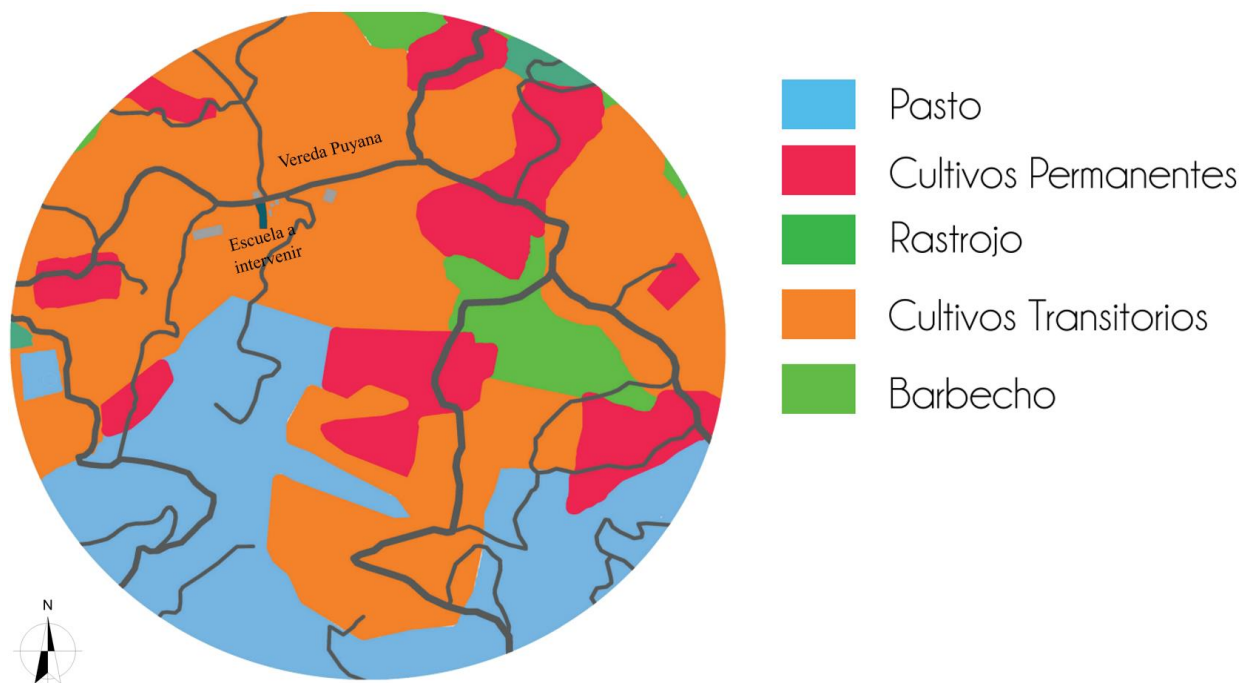 Vereda Puyana
Escuela a
intervenir
N
Pasto
Cultivos Permanentes
Rastrojo
Cultivos Transitorios
Barbecho